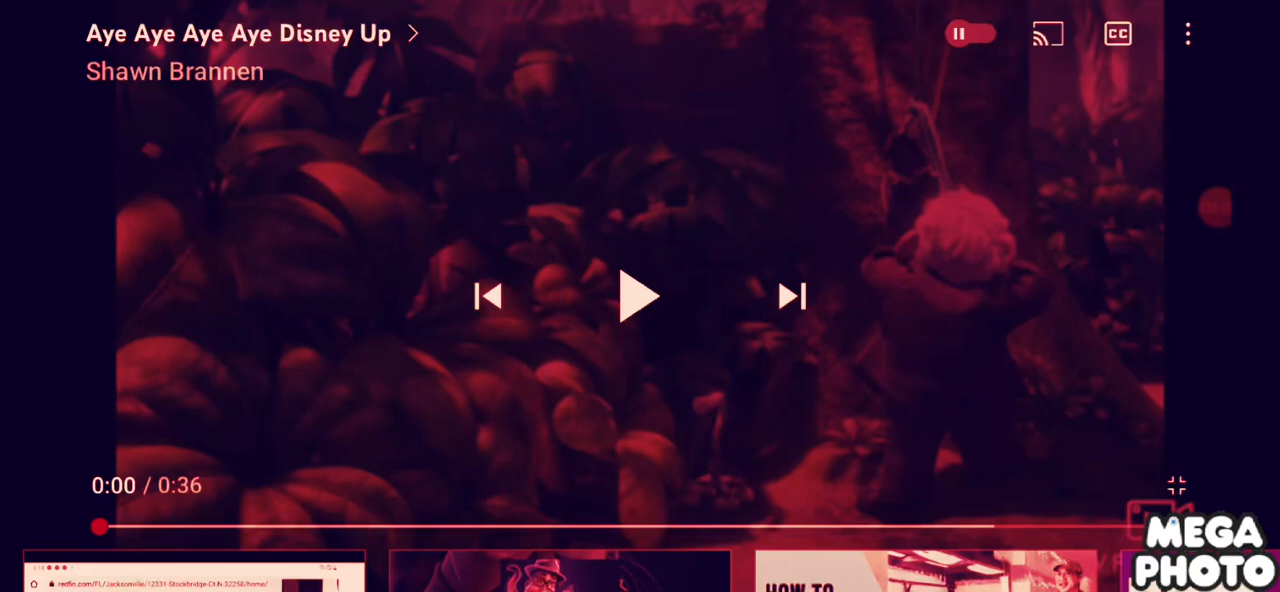 Aye Aye Aye Aye Disney Up
Shawn Brannen
CC
0:00 / 0:36
redfin.com/FL/Jacksonville/12331-Stockbridge-Ct-N-32258/home/
HOW TO
MEGA
PHOTO